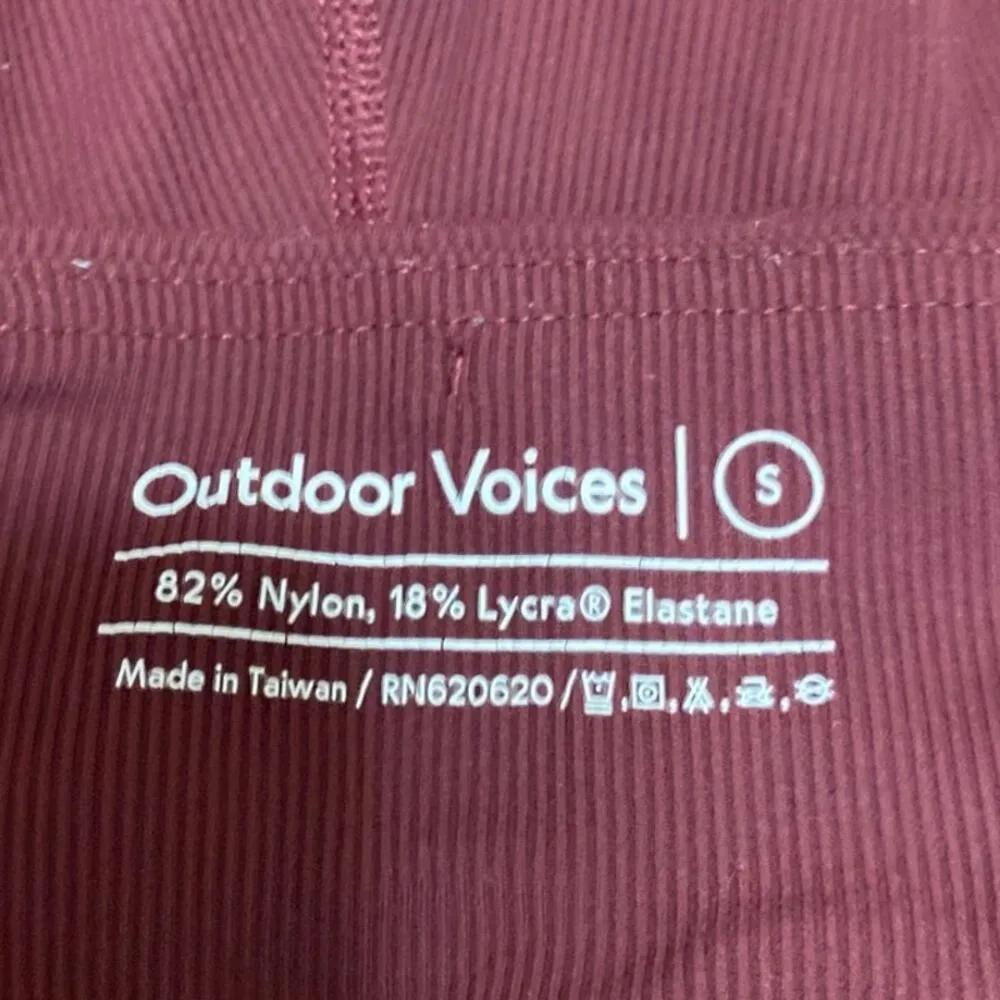 Outdoor Voices | S
82% Nylon, 18% Lycra® Elastane
Made in Taiwan / RN620620 /